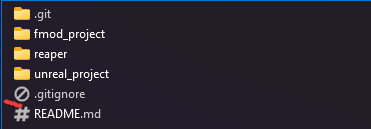 .git
fmod_project
reaper
unreal_project
.gitignore
README.md